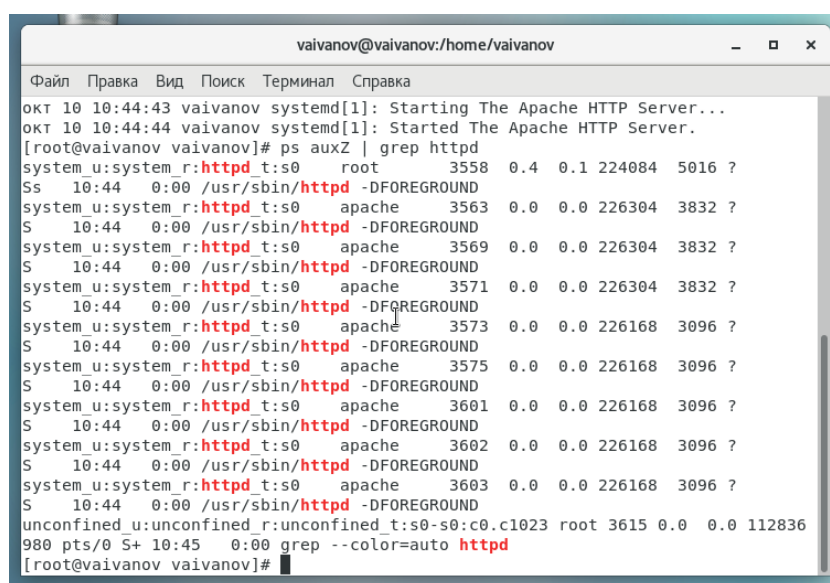 vaivanov@vaivanov:/home/vaivanov
Файл Правка Вид Поиск Терминал Справка
окт 10 10:44:43 vaivanov systemd[1]: Starting The Apache HTTP Server...
окт 10 10:44:44 vaivanov systemd[1]: Started The Apache HTTP Server.
[root@vaivanov vaivanov]# ps auxZ | grep httpd
system_u:system_r:httpd_t:s0    root       3558  0.4  0.1 224084  5016 ?
Ss   10:44   0:00 /usr/sbin/httpd -DFOREGROUND
system_u:system_r:httpd_t:s0    apache     3563  0.0  0.0 226304  3832 ?
S    10:44   0:00 /usr/sbin/httpd -DFOREGROUND
system_u:system_r:httpd_t:s0    apache     3569  0.0  0.0 226304  3832 ?
S    10:44   0:00 /usr/sbin/httpd -DFOREGROUND
system_u:system_r:httpd_t:s0    apache     3571  0.0  0.0 226304  3832 ?
S    10:44   0:00 /usr/sbin/httpd -DFOREGROUND
system_u:system_r:httpd_t:s0    apache     3573  0.0  0.0 226168  3096 ?
S    10:44   0:00 /usr/sbin/httpd -DFOREGROUND
system_u:system_r:httpd_t:s0    apache     3575  0.0  0.0 226168  3096 ?
S    10:44   0:00 /usr/sbin/httpd -DFOREGROUND
system_u:system_r:httpd_t:s0    apache     3601  0.0  0.0 226168  3096 ?
S    10:44   0:00 /usr/sbin/httpd -DFOREGROUND
system_u:system_r:httpd_t:s0    apache     3602  0.0  0.0 226168  3096 ?
S    10:44   0:00 /usr/sbin/httpd -DFOREGROUND
system_u:system_r:httpd_t:s0    apache     3603  0.0  0.0 226168  3096 ?
S    10:44   0:00 /usr/sbin/httpd -DFOREGROUND
unconfined_u:unconfined_r:unconfined_t:s0-s0:c0.c1023 root 3615 0.0  0.0 112836
980 pts/0 S+ 10:45   0:00 grep --color=auto httpd
[root@vaivanov vaivanov]#